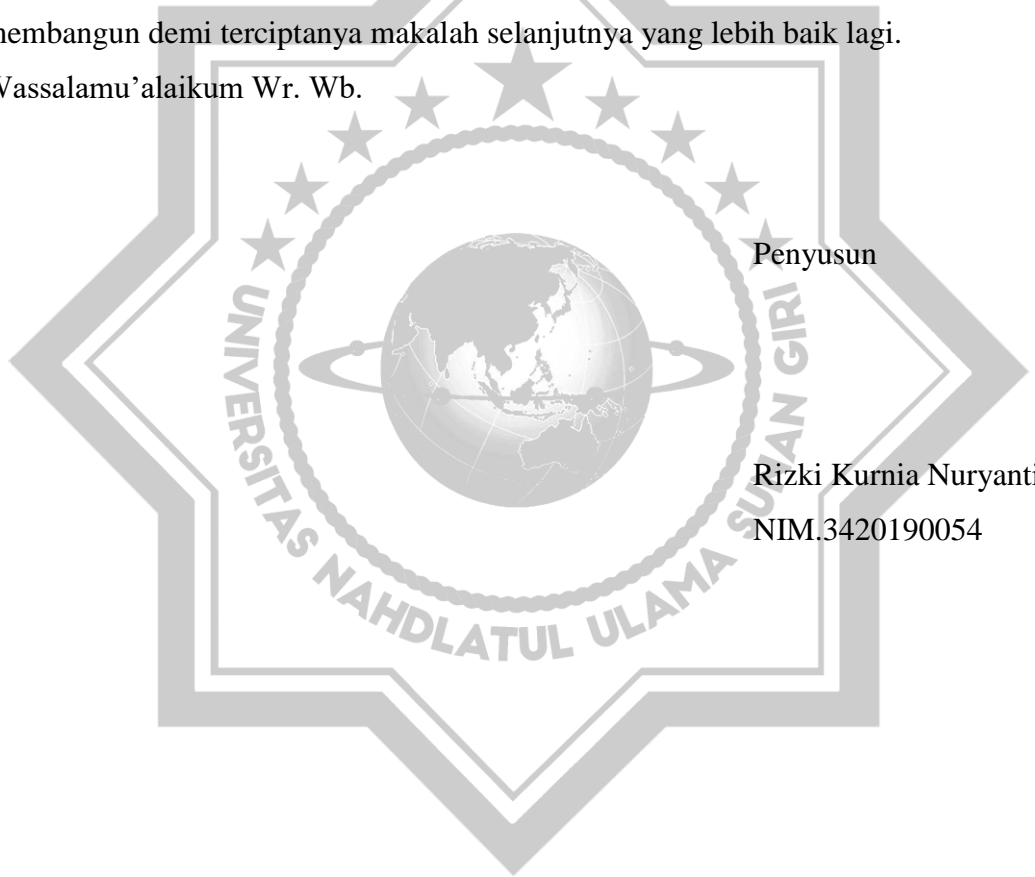 membangun demi terciptanya makalah selanjutnya yang lebih baik lagi.
Wassalamu’alaikum Wr. Wb.
Penyusun
Rizki Kurnia Nuryanti
NIM.3420190054
UNIVERSITAS NAHDLATUL ULAMA SUNAN GIRI